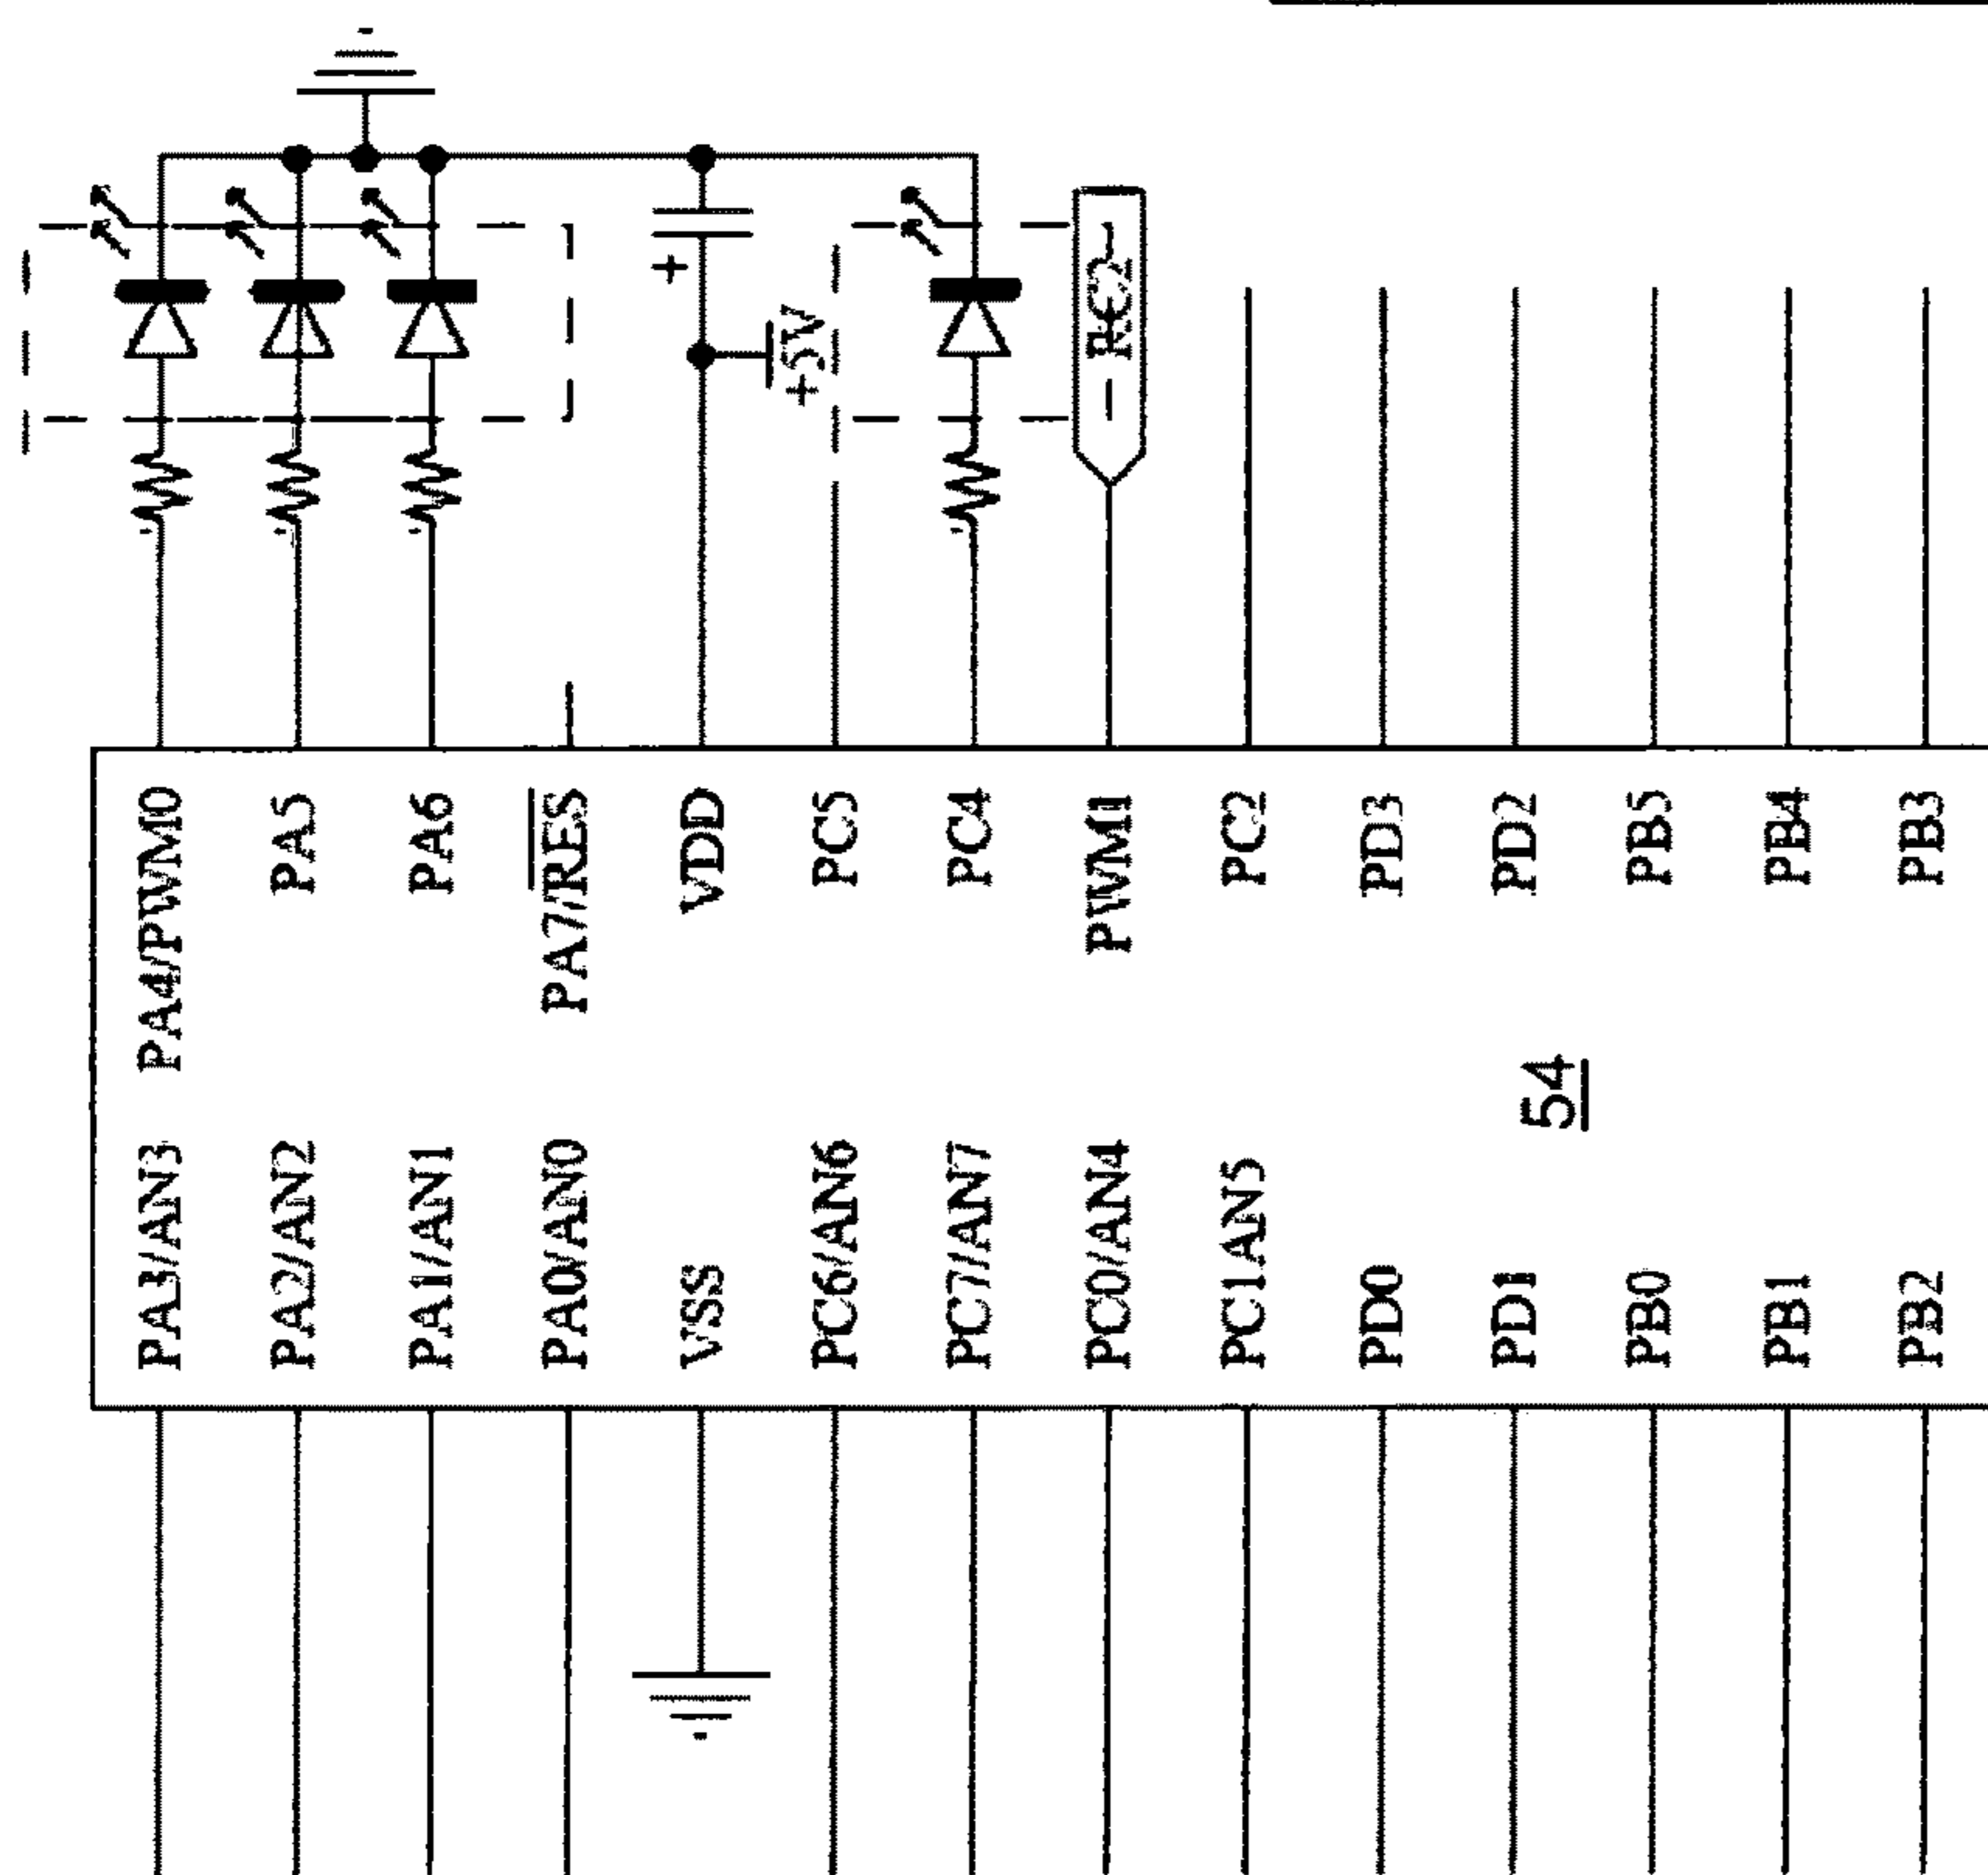 +
+5V
RC2
PA4/PWM0
PA5
PA6
PA7/RES
VDD
PC5
PC4
PWM1
PC2
PD3
PD2
PB5
PB4
PB3
54
PA3/AN3
PA2/AN2
PA1/AN1
PA0/AN0
VSS
PC6/AN6
PC7/AN7
PC0/AN4
PC1AN5
PD0
PD1
PB0
PB1
PB2